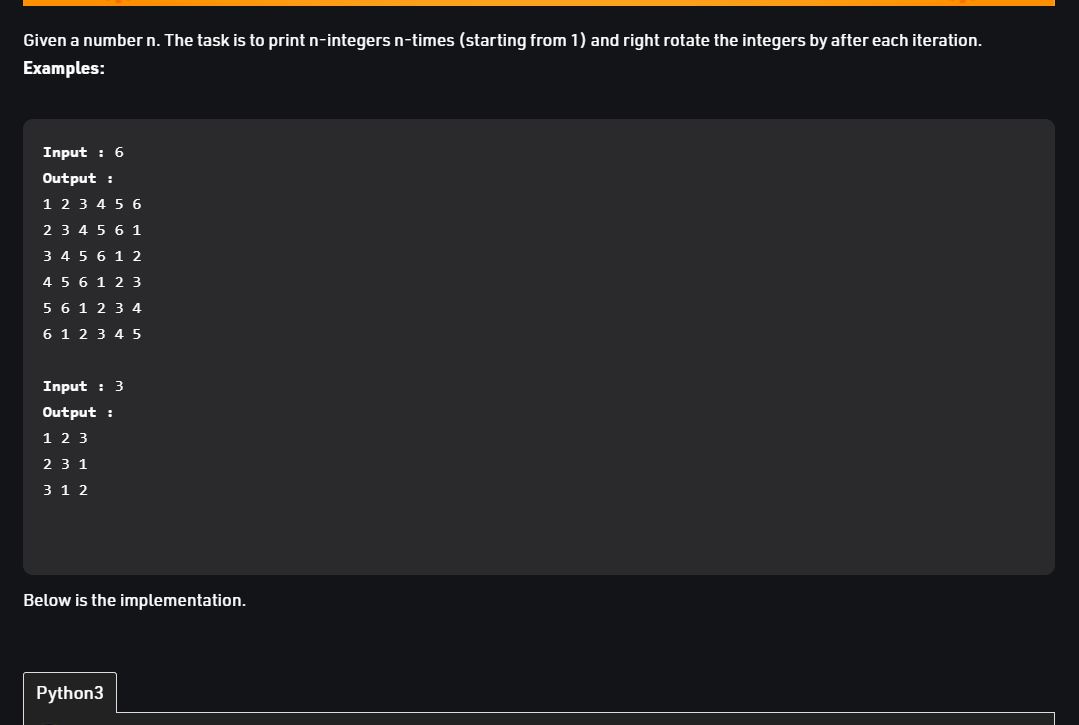 Given a number n. The task is to print n-integers n-times (starting from 1) and right rotate the integers by after each iteration.
Examples:
Input : 6
Output :
1 2 3 4 5 6
2 3 4 5 6 1
3 4 5 6 1 2
4 5 6 1 2 3
5 6 1 2 3 4
6 1 2 3 4 5
Input : 3
Output :
1 2 3
2 3 1
3 1 2
Below is the implementation.
Python3